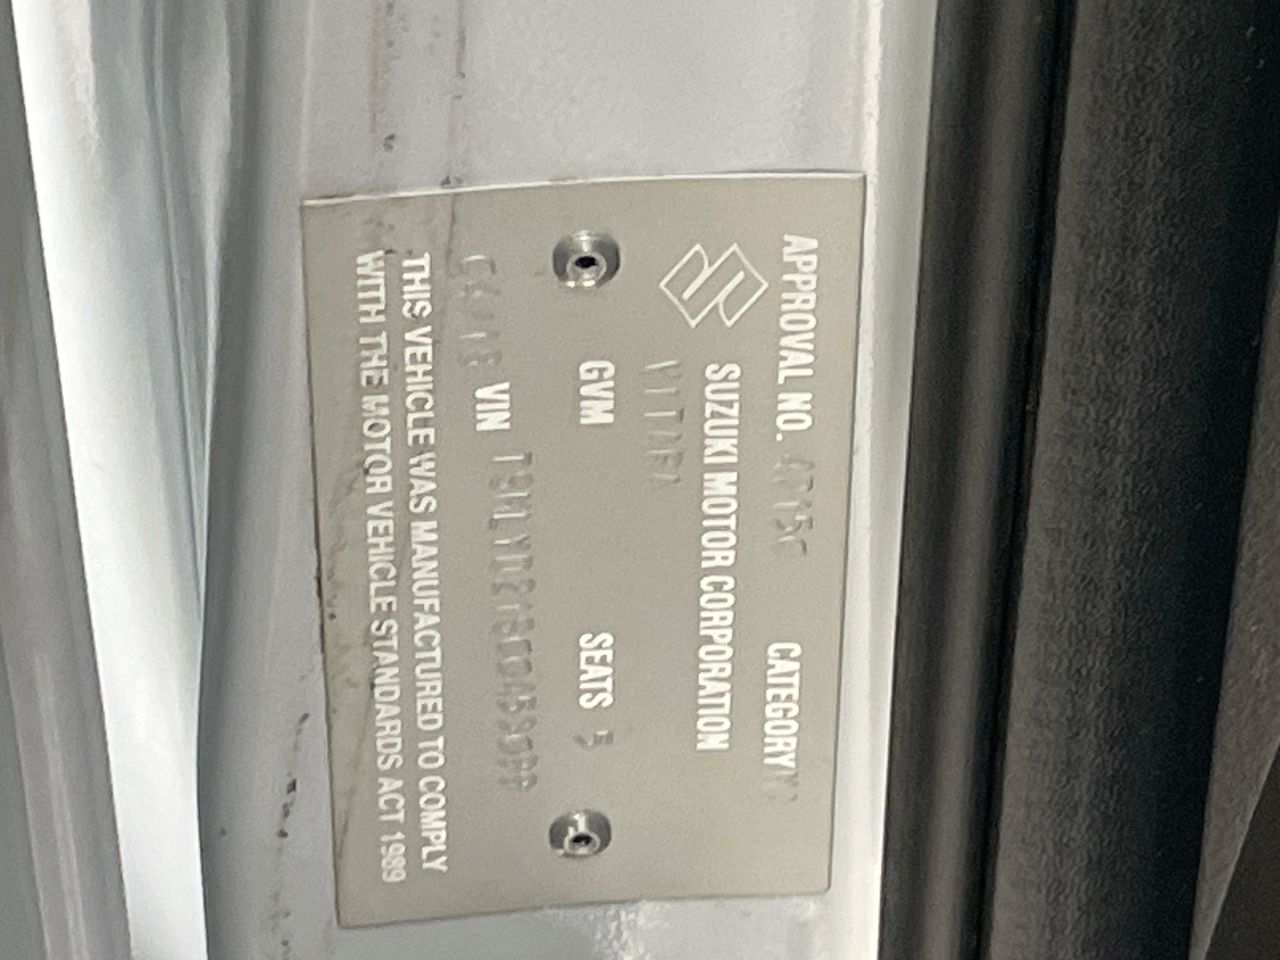 APPROVAL NO. CATEGORY
SUZUKI MOTOR CORPORATION
VITARA
GVM SEATS 5
VIN
THIS VEHICLE WAS MANUFACTURED TO COMPLY
WITH THE MOTOR VEHICLE STANDARDS ACT 1989